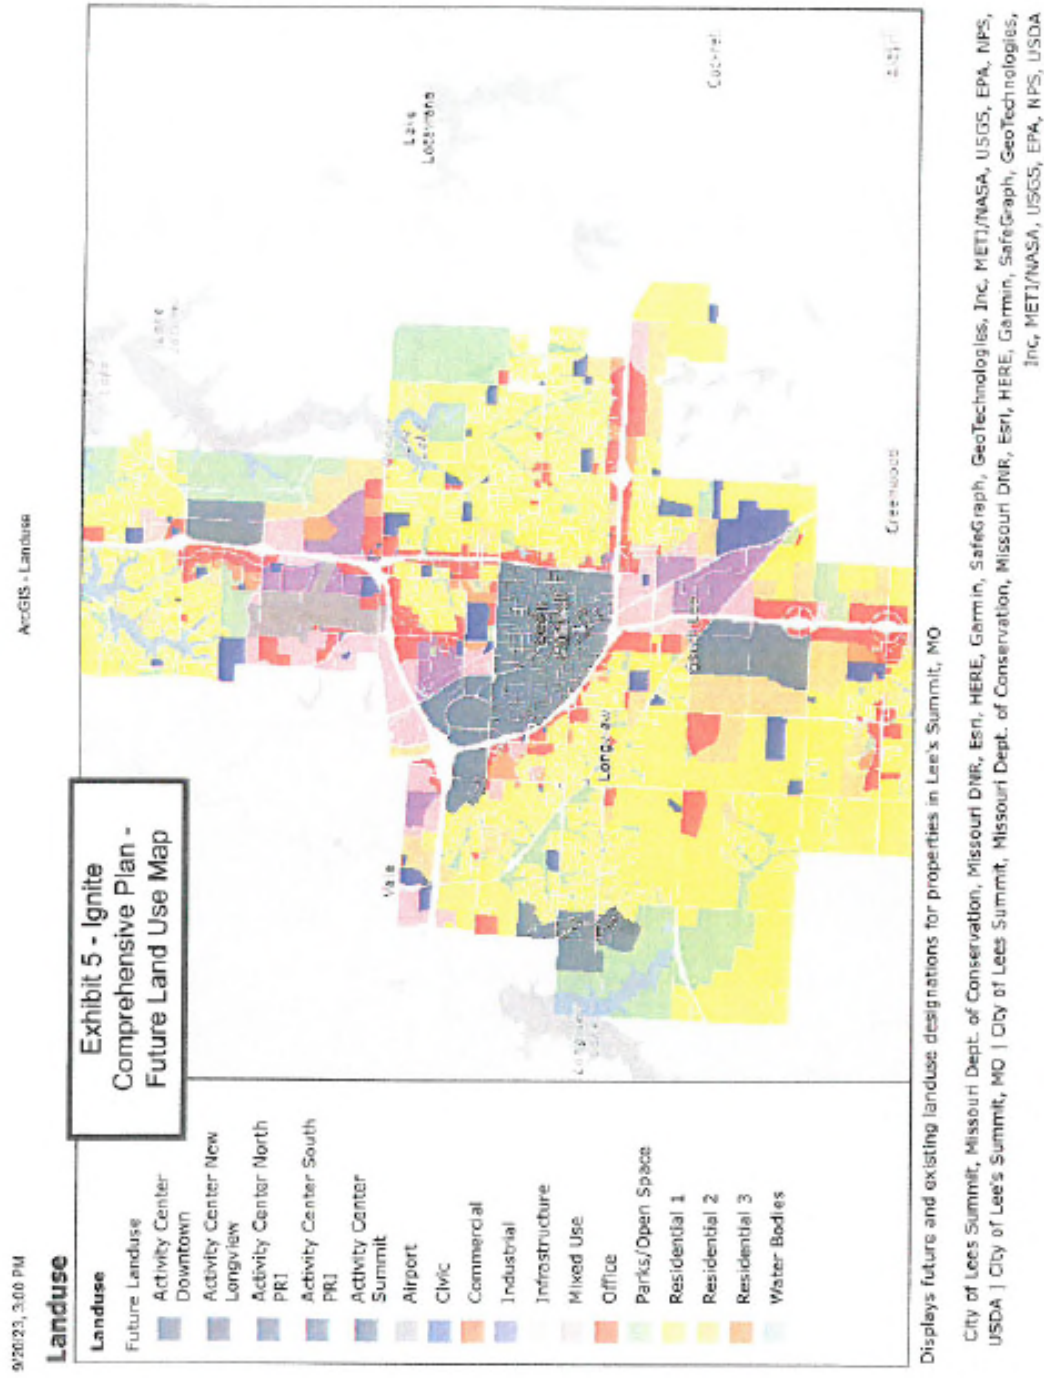 9/20/23, 3:00 PM
ArcGIS - Landuse
Landuse
Exhibit 5 - Ignite
Comprehensive Plan -
Future Land Use Map
Landuse
Future Landuse
Activity Center
Downtown
Activity Center New
Longview
Activity Center North
PRI
Activity Center South
PRI
Activity Center
Summit
Airport
Civic
Commercial
Industrial
Infrastructure
Mixed Use
Office
Parks/Open Space
Residential 1
Residential 2
Residential 3
Water Bodies
Lake
Lotawana
Vale
Longview
Greenwood
Displays future and existing landuse designations for properties in Lee's Summit, MO
City of Lees Summit, Missouri Dept. of Conservation, Missouri DNR, Esri, HERE, Garmin, SafeGraph, GeoTechnologies, Inc, METI/NASA, USGS, EPA, NPS,
USDA | City of Lee's Summit, MO | City of Lees Summit, Missouri Dept. of Conservation, Missouri DNR, Esri, HERE, Garmin, SafeGraph, GeoTechnologies,
Inc, METI/NASA, USGS, EPA, NPS, USDA